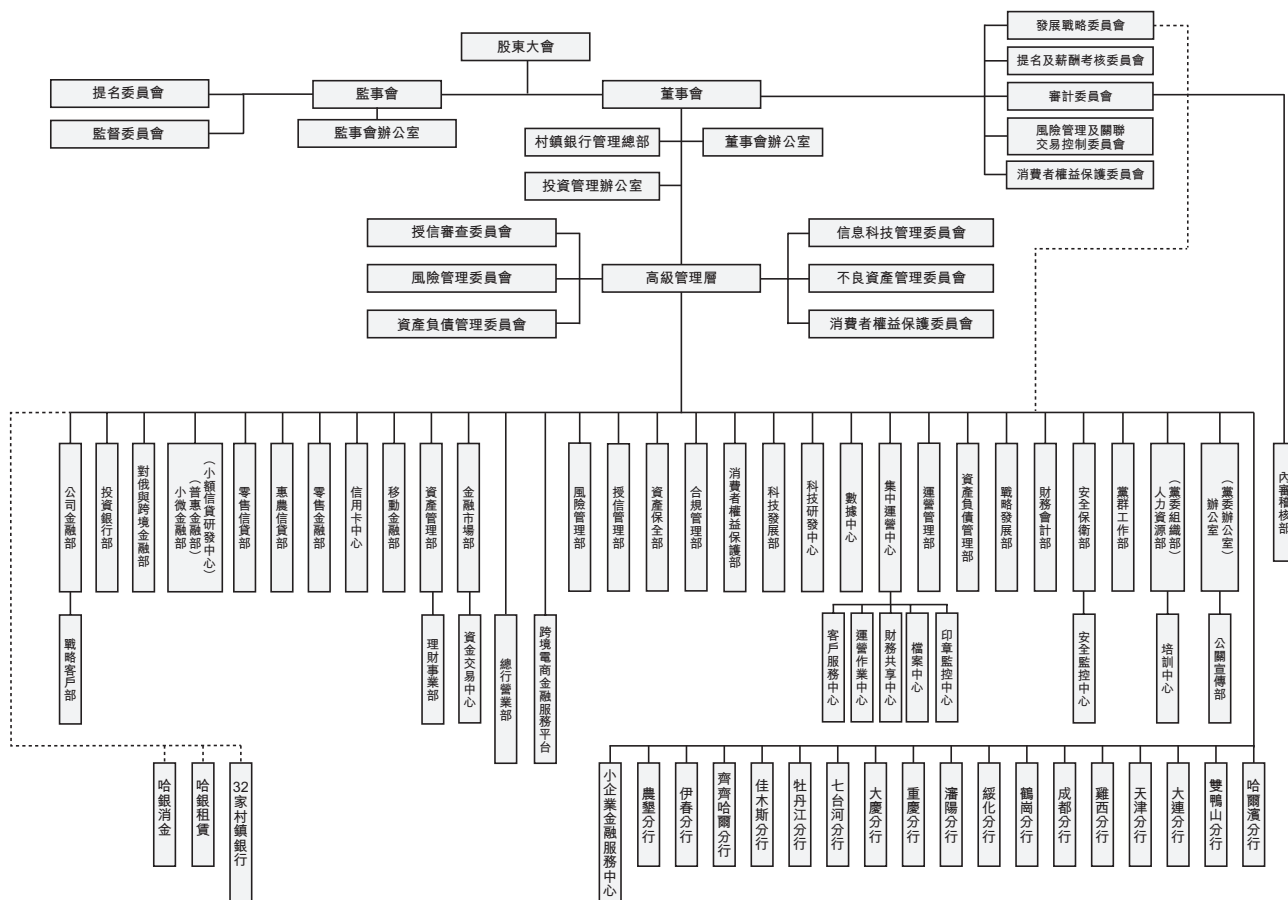 股東大會
發展戰略委員會
提名及薪酬考核委員會
提名委員會
監事會
董事會
審計委員會
監督委員會
監事會辦公室
村鎮銀行管理總部
董事會辦公室
風險管理及關聯
交易控制委員會
投資管理辦公室
消費者權益保護委員會
授信審查委員會
信息科技管理委員會
風險管理委員會
高級管理層
不良資產管理委員會
資產負債管理委員會
消費者權益保護委員會
公司金融部
投資銀行部
對俄與跨境金融部
小微金融部
（普惠金融部）
（小額信貸研發中心）
零售信貸部
惠農信貸部
零售金融部
信用卡中心
移動金融部
資產管理部
金融市場部
風險管理部
授信管理部
資產保全部
合規管理部
消費者權益保護部
科技發展部
科技研發中心
數據中心
集中運營中心
運營管理部
資產負債管理部
戰略發展部
財務會計部
安全保衛部
黨群工作部
人力資源部
（黨委組織部）
辦公室
（黨委辦公室）
內審稽核部
戰略客戶部
理財事業部
資金交易中心
總行營業部
跨境電商金融服務平台
客戶服務中心
運營作業中心
財務共享中心
檔案中心
印章監控中心
安全監控中心
培訓中心
公關宣傳部
哈銀消金
哈銀租賃
32家村鎮銀行
小企業金融服務中心
農墾分行
伊春分行
齊齊哈爾分行
佳木斯分行
牡丹江分行
七台河分行
大慶分行
重慶分行
瀋陽分行
綏化分行
鶴崗分行
成都分行
雞西分行
天津分行
大連分行
雙鴨山分行
哈爾濱分行